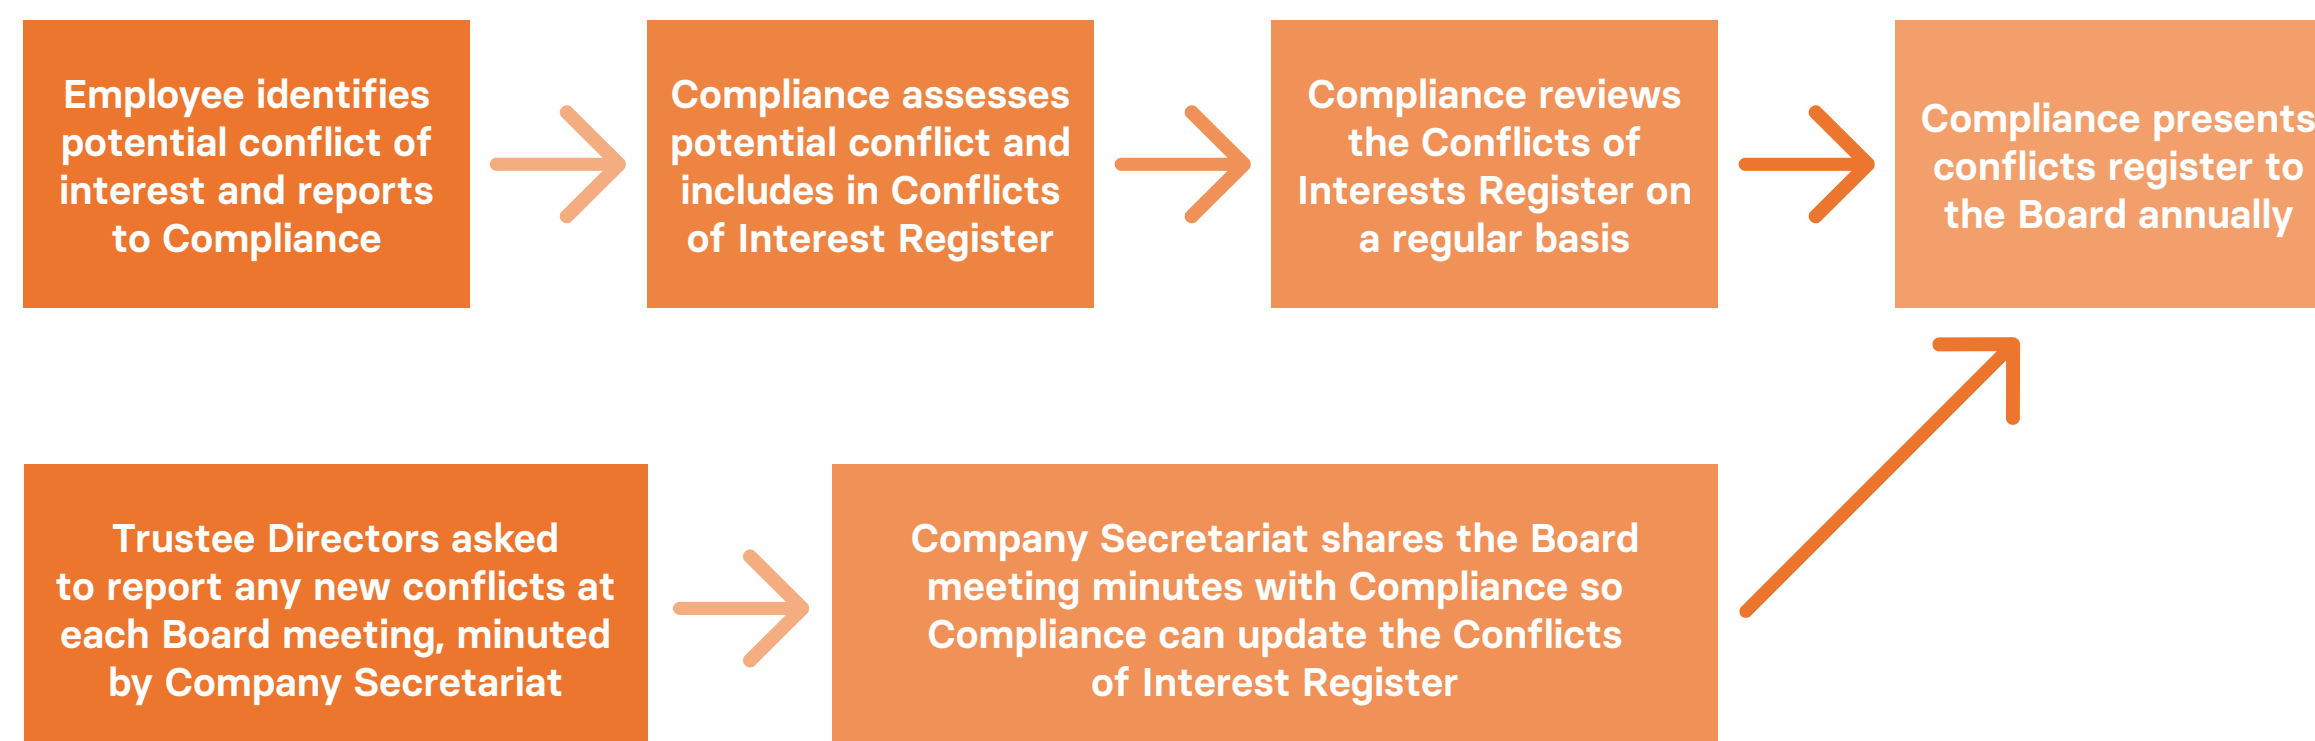 Employee identifies
potential conflict of
interest and reports
to Compliance
Compliance assesses
potential conflict and
includes in Conflicts
of Interest Register
Compliance reviews
the Conflicts of
Interests Register on
a regular basis
Compliance presents
conflicts register to
the Board annually
Trustee Directors asked
to report any new conflicts at
each Board meeting, minuted
by Company Secretariat
Company Secretariat shares the Board
meeting minutes with Compliance so
Compliance can update the Conflicts
of Interest Register